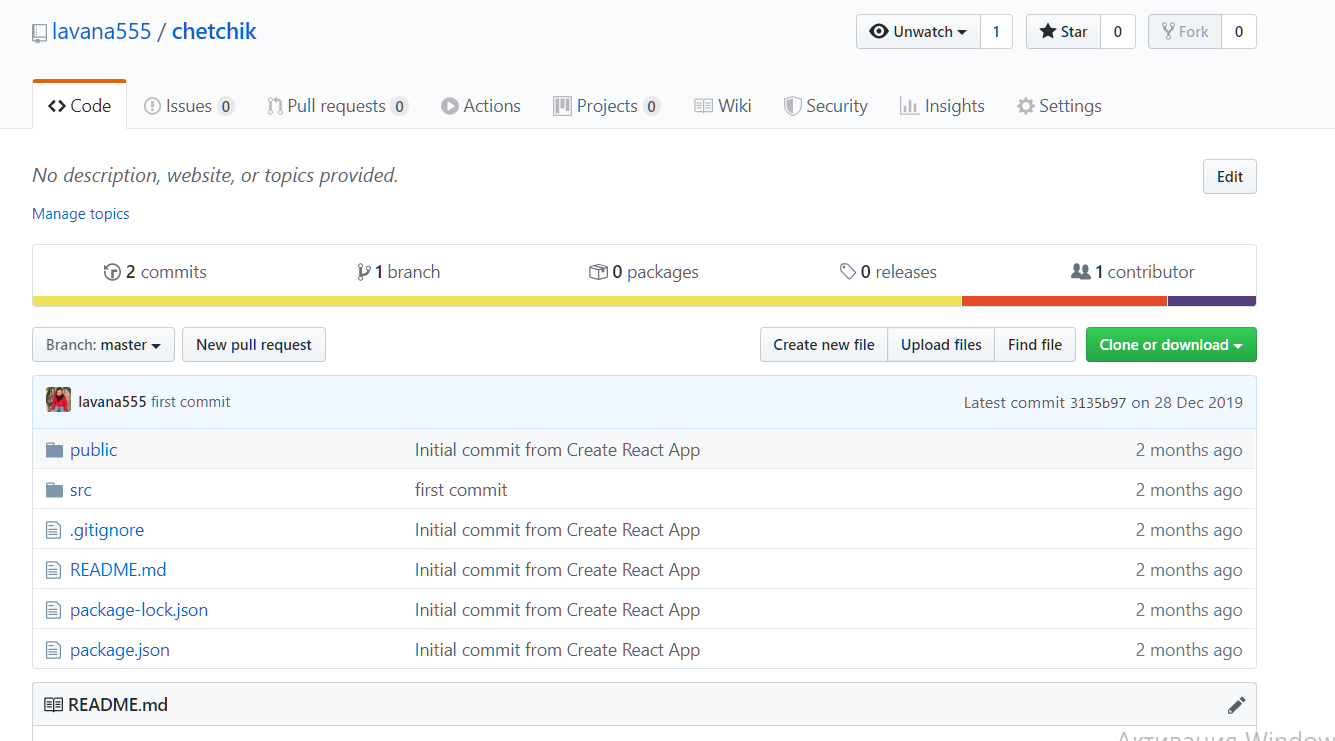 lavana555 / chetchik
Unwatch 1 Star 0 Fork 0
Code Issues 0 Pull requests 0 Actions Projects 0 Wiki Security Insights Settings
No description, website, or topics provided. Edit
Manage topics
2 commits 1 branch 0 packages 0 releases 1 contributor
Branch: master New pull request Create new file Upload files Find file Clone or download
lavana555 first commit Latest commit 3135b97 on 28 Dec 2019
public Initial commit from Create React App 2 months ago
src first commit 2 months ago
.gitignore Initial commit from Create React App 2 months ago
README.md Initial commit from Create React App 2 months ago
package-lock.json Initial commit from Create React App 2 months ago
package.json Initial commit from Create React App 2 months ago
README.md
Активация Window